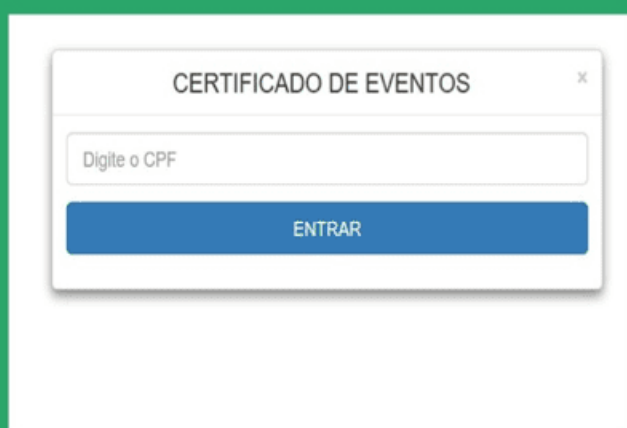 CERTIFICADO DE EVENTOS
x
Digite o CPF
ENTRAR